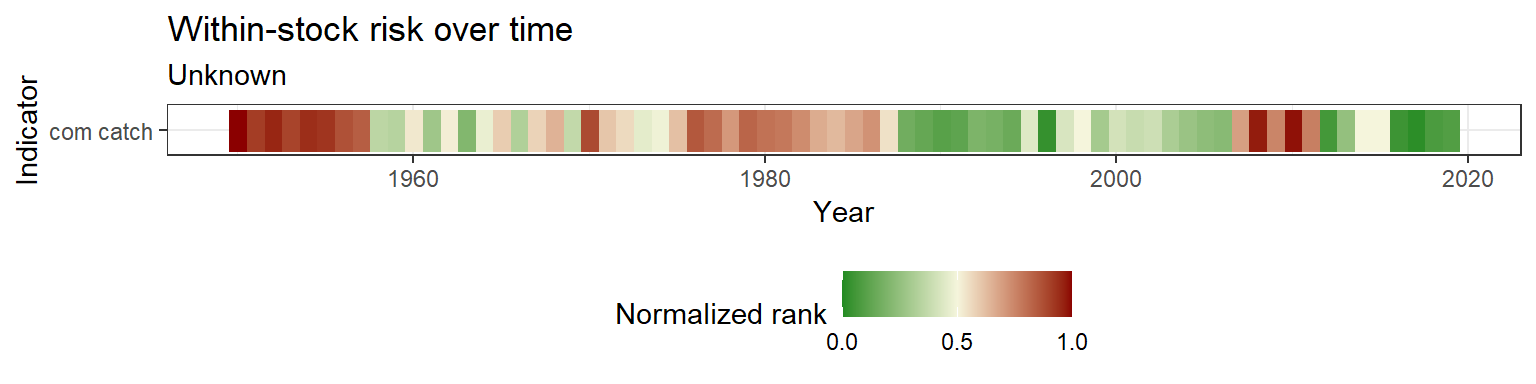 Within-stock risk over time
Unknown
Indicator
com catch
1960 1980 2000 2020
Year
Normalized rank
0.0 0.5 1.0